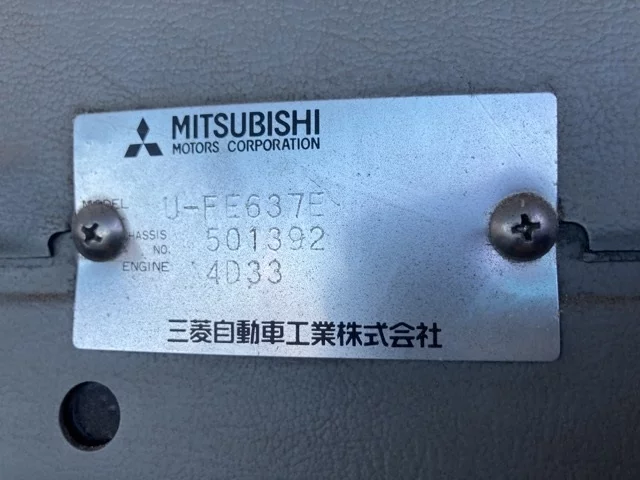 MITSUBISHI
MOTORS CORPORATION
MODEL U-FE637E
CHASSIS NO. 501392
ENGINE 4D33
三菱自動車工業株式会社